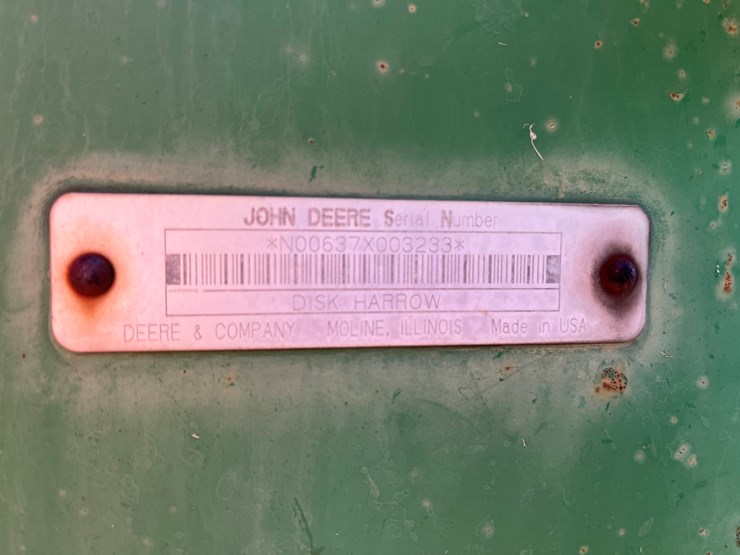 JOHN DEERE Serial Number
*N00637X003233*
DISK HARROW
DEERE & COMPANY MOLINE, ILLINOIS Made in USA